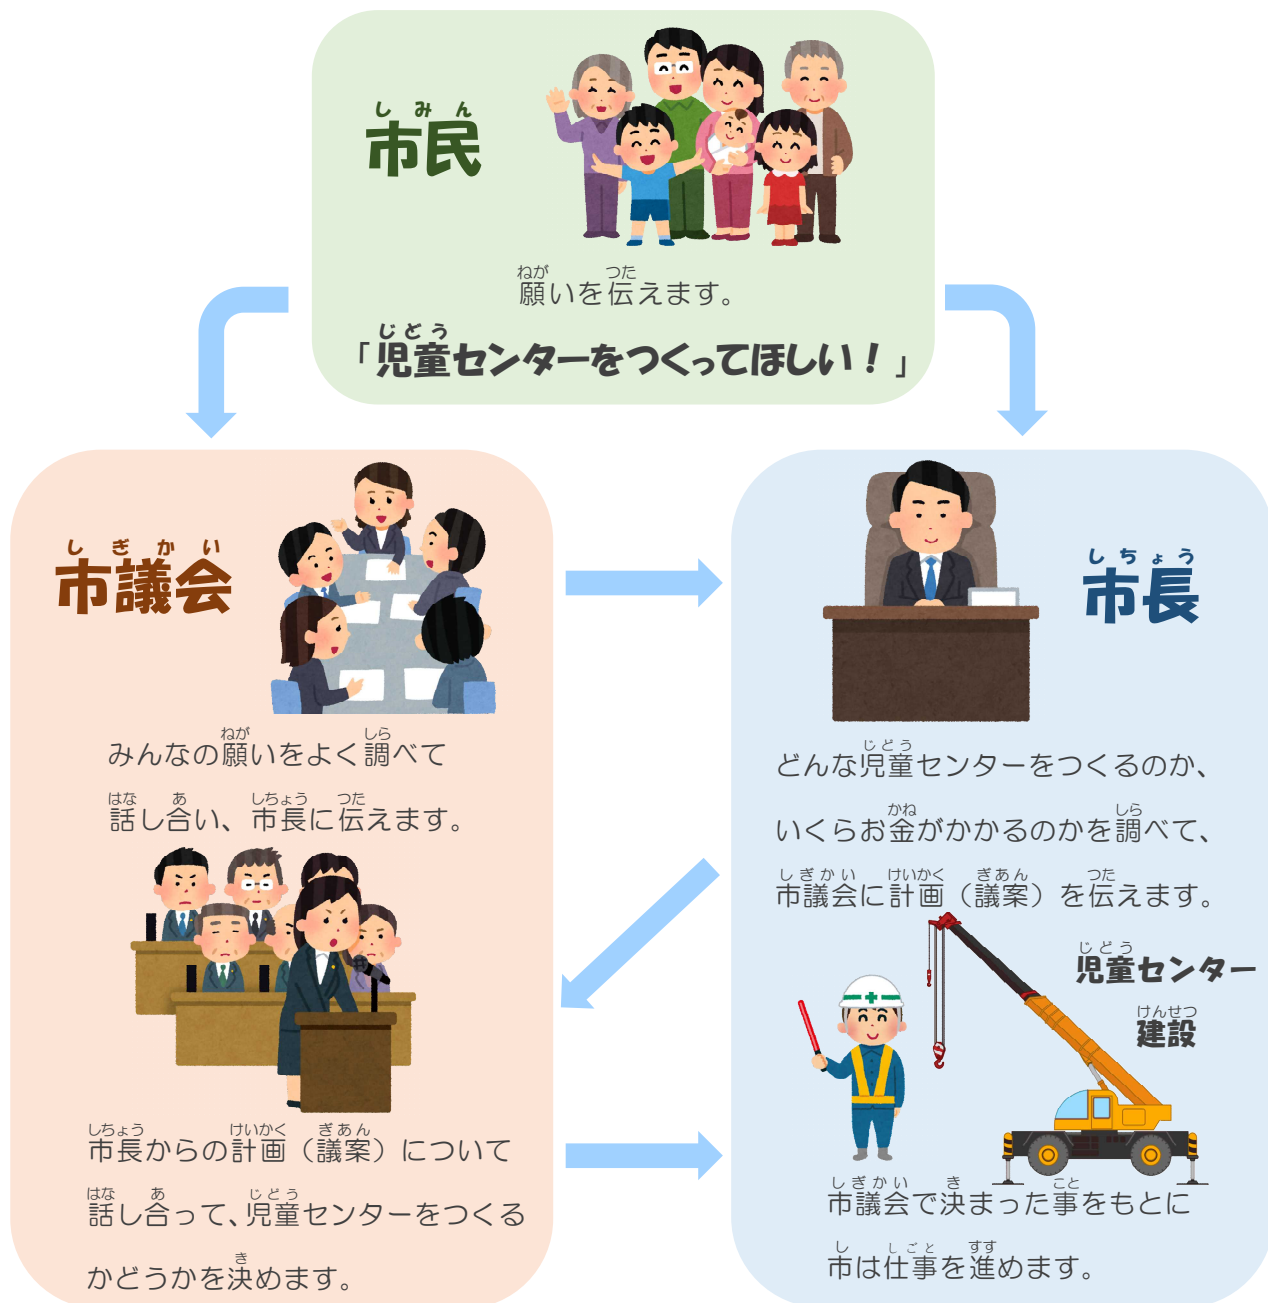 市民
願いを伝えます。
「児童センターをつくってほしい！」
市議会
みんなの願いをよく調べて
話し合い、市長に伝えます。
市長
どんな児童センターをつくるのか、
いくらお金がかかるのかを調べて、
市議会に計画（議案）を伝えます。
市長からの計画（議案）について
話し合って、児童センターをつくる
かどうかを決めます。
児童センター
建設
市議会で決まった事をもとに
市は仕事を進めます。